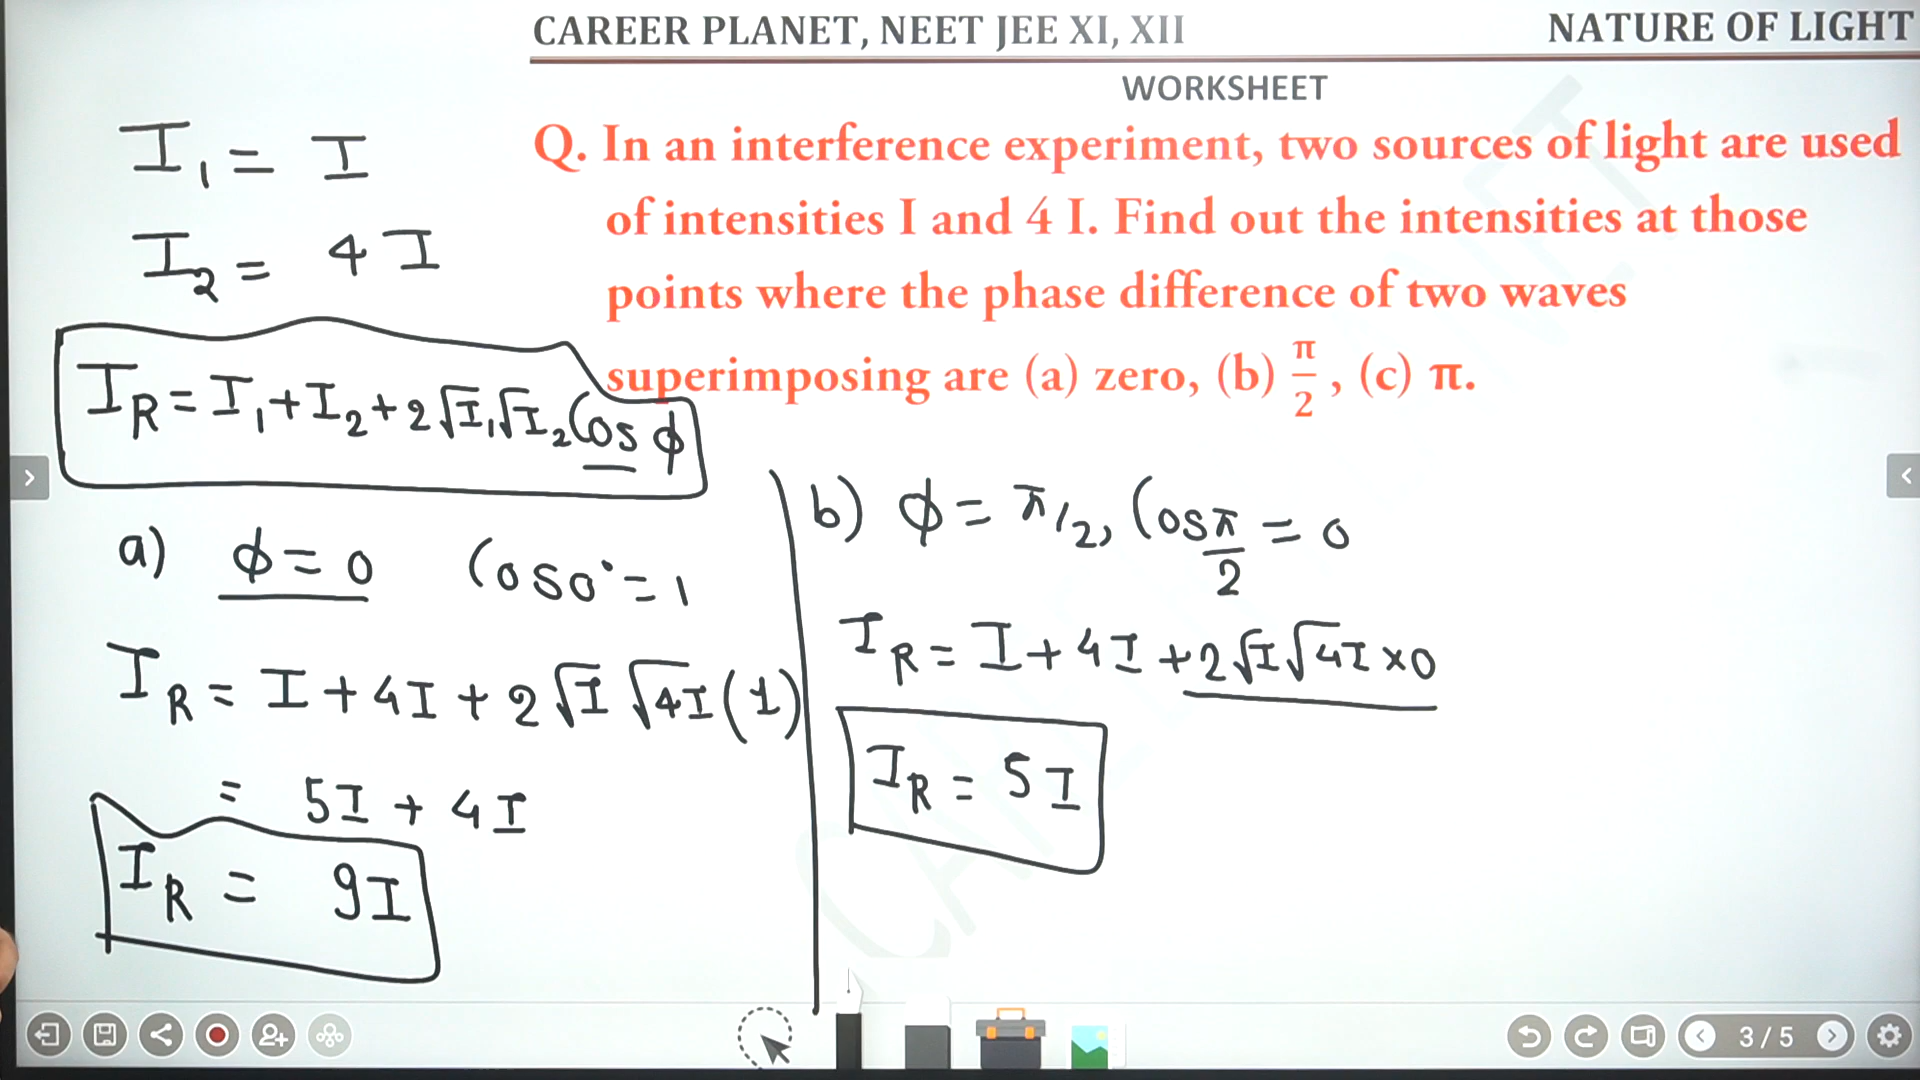 CAREER PLANET, NEET JEE XI, XII
NATURE OF LIGHT
WORKSHEET
Q. In an interference experiment, two sources of light are used
of intensities I and 4 I. Find out the intensities at those
points where the phase difference of two waves
superimposing are (a) zero, (b) π/2 , (c) π.
I₁ = I
I₂ = 4 I
I_R = I₁ + I₂ + 2√I₁√I₂ Cos ϕ
a) ϕ = 0 Cos0° = 1
I_R = I + 4I + 2√I √4I (1)
= 5I + 4I
I_R = 9I
b) ϕ = π/2, Cos π/2 = 0
I_R = I + 4I + 2√I√4I × 0
I_R = 5I
3 / 5